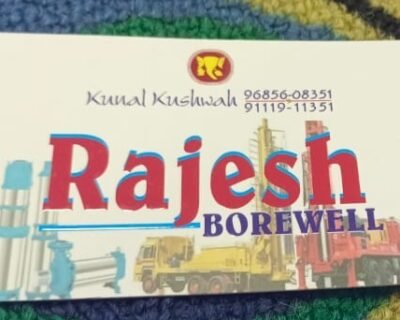 Kunal Kushwah 96856-08351
91119-11351
Rajesh
BOREWELL